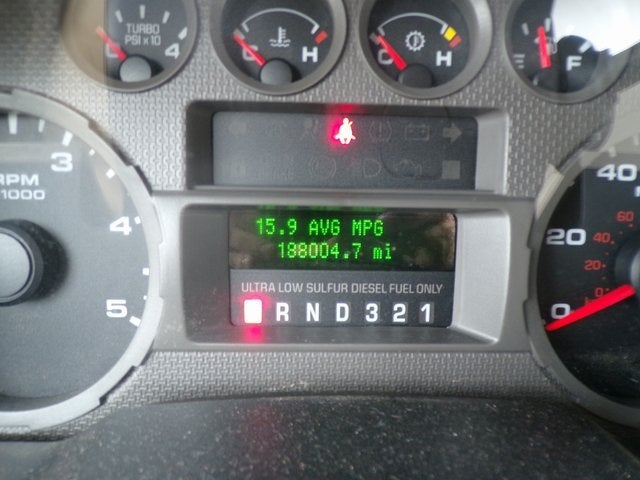 TURBO
PSI x 10
4
C H
C H
E F
RPM
1000
3
4
5
15.9 AVG MPG
188004.7 mi
ULTRA LOW SULFUR DIESEL FUEL ONLY
R N D 3 2 1
40
20
0
60
40
20